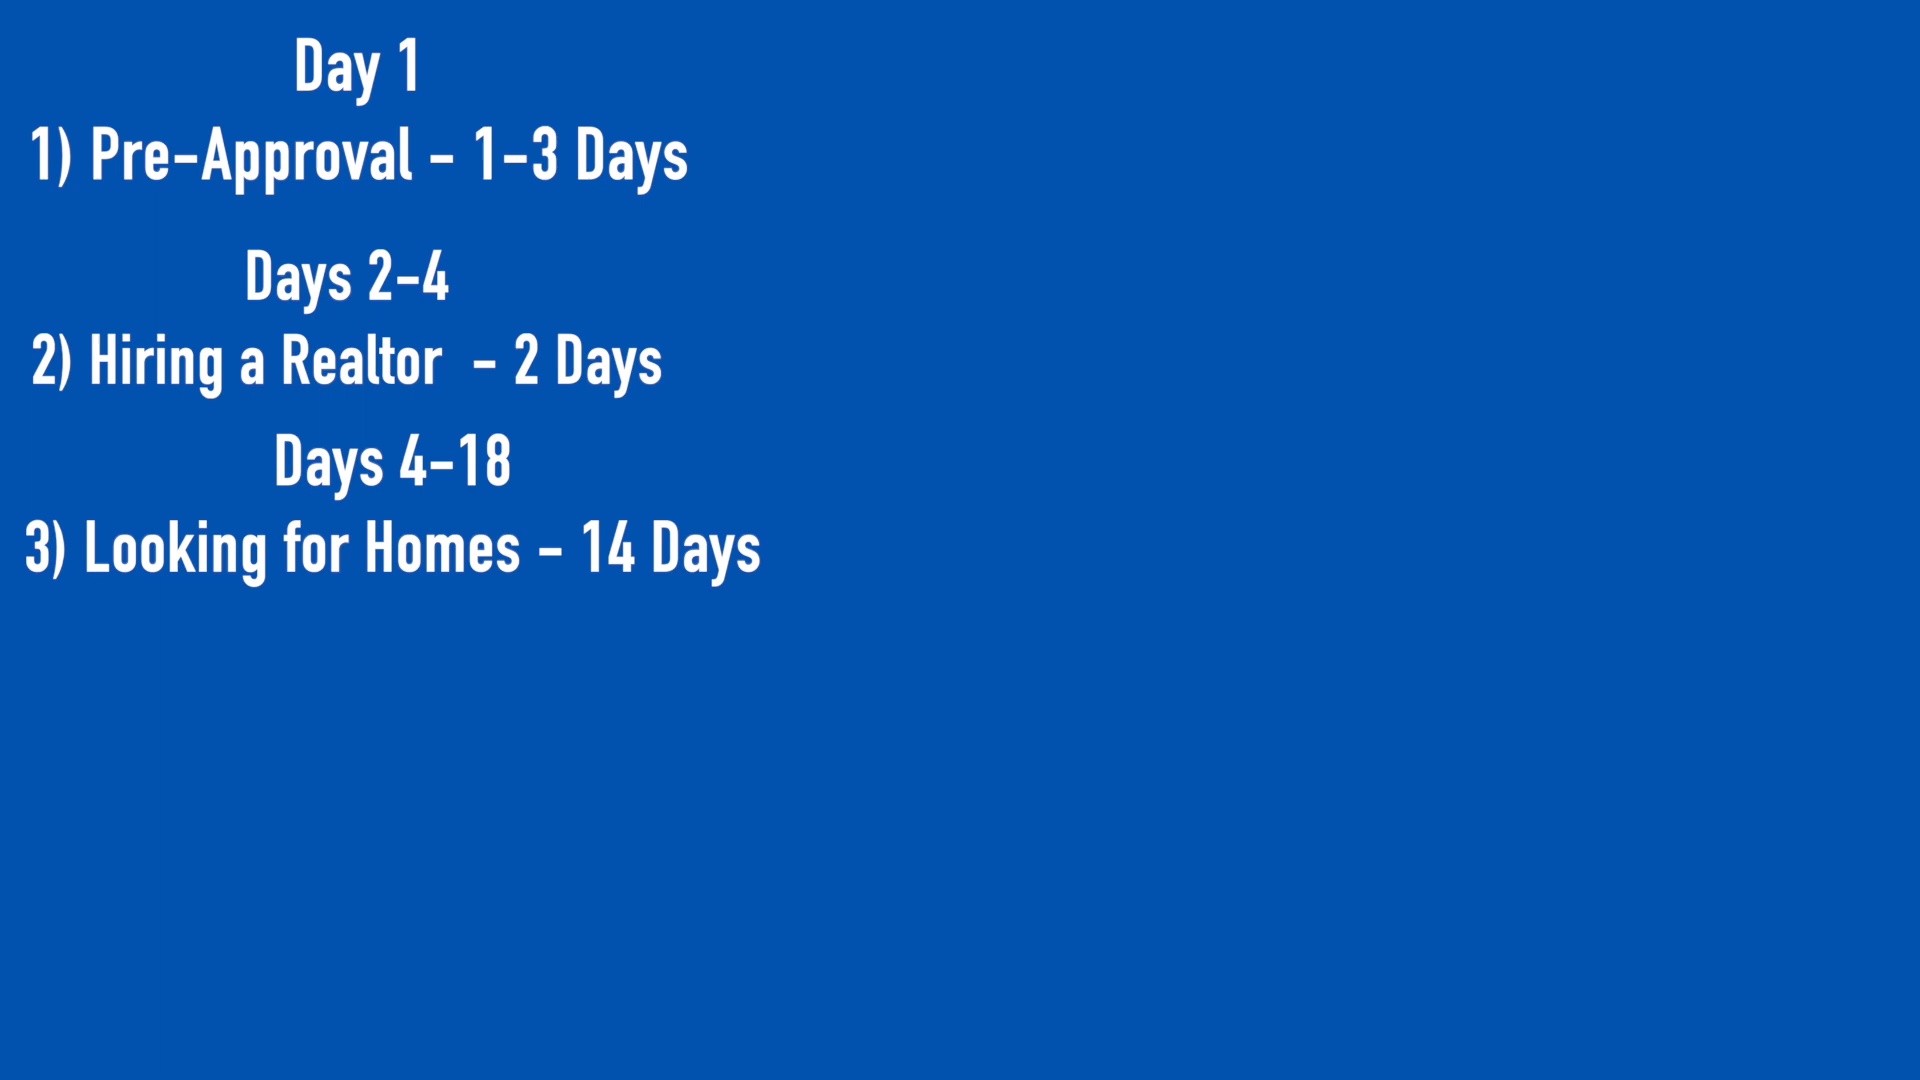 Day 1
1) Pre-Approval - 1-3 Days
Days 2-4
2) Hiring a Realtor - 2 Days
Days 4-18
3) Looking for Homes - 14 Days